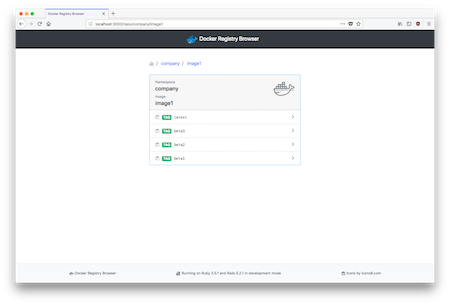 Docker Registry Browser
localhost:3000/repo/company/image1
Docker Registry Browser
/ company / image1
Namespace
company
Image
image1
TAG latest
TAG beta3
TAG beta2
TAG beta1
Docker Registry Browser
Running on Ruby 2.6.1 and Rails 5.2.1 in development mode
Icons by icons8.com